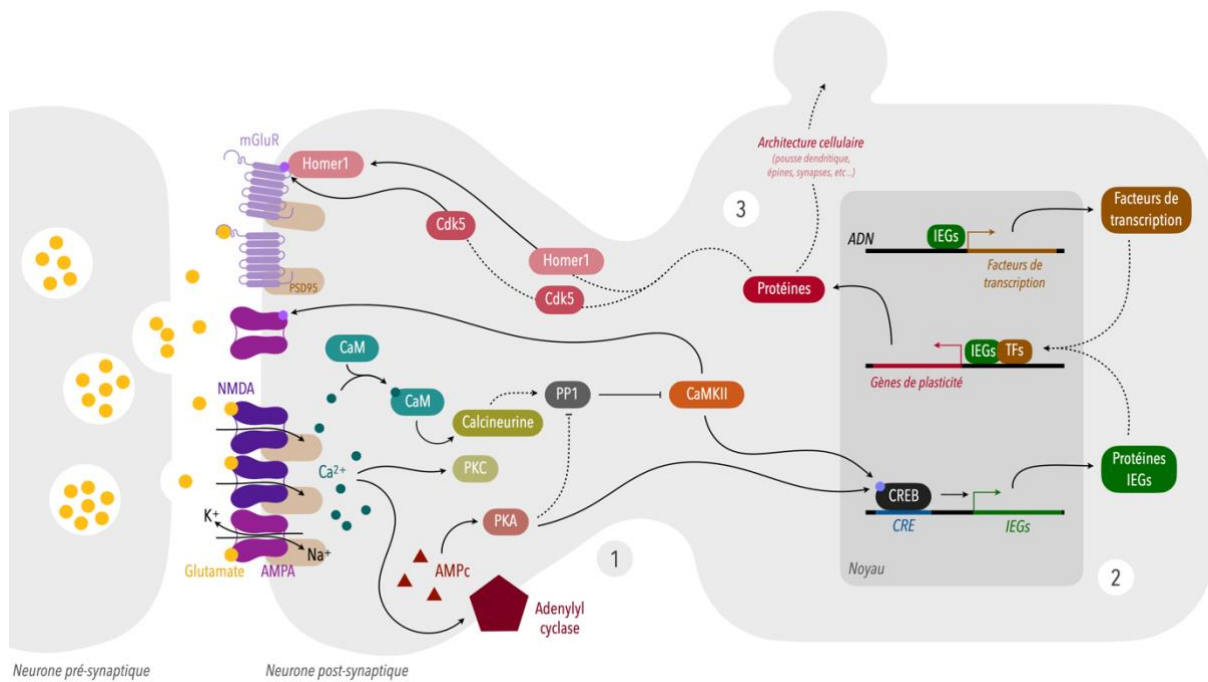 mGluR
Homer1
Cdk5
Homer1
Cdk5
PSD95
Architecture cellulaire
(pousse dendritique,
épines, synapses, etc...)
3
Protéines
ADN
IEGs
Facteurs de
transcription
Facteurs de
transcription
IEGs
TFs
Gènes de plasticité
NMDA
CaM
CaM
Calcineurine
PP1
CaMKII
Ca²⁺
PKC
PKA
AMPc
Adenylyl
cyclase
K⁺
Na⁺
Glutamate
AMPA
1
CREB
CRE
IEGs
Protéines
IEGs
Noyau
2
Neurone pré-synaptique
Neurone post-synaptique